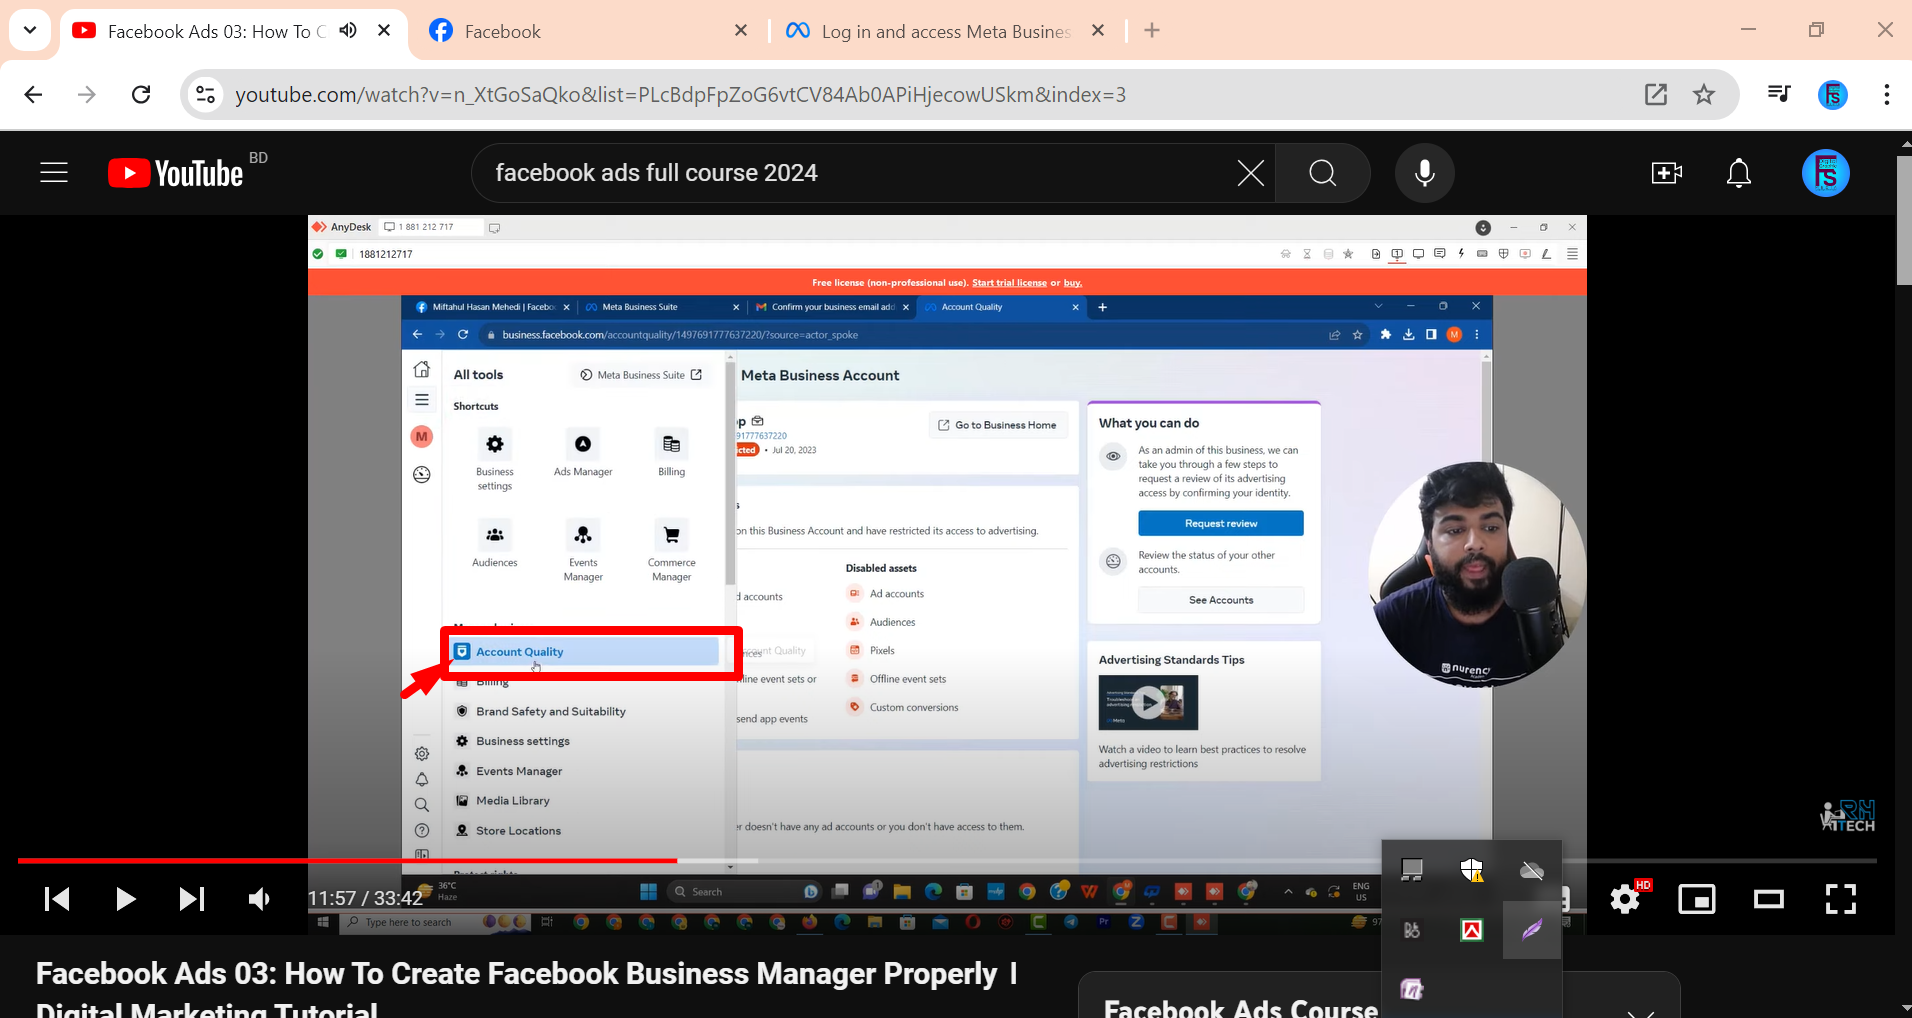 Facebook Ads 03: How To C
Facebook
Log in and access Meta Busines
youtube.com/watch?v=n_XtGoSaQko&list=PLcBdpFpZoG6vtCV84Ab0APiHjecowUSkm&index=3
YouTube BD
facebook ads full course 2024
AnyDesk 1 881 212 717
1881212717
Free license (non-professional use). Start trial license or buy.
Miftahul Hasan Mehedi | Facebo
Meta Business Suite
Confirm your business email add
Account Quality
business.facebook.com/accountquality/1497691777637220/?source=actor_spoke
M
All tools
Meta Business Suite
Meta Business Account
Shortcuts
M
Business settings
Ads Manager
Billing
Audiences
Events Manager
Commerce Manager
Account Quality
Billing
Brand Safety and Suitability
Business settings
Events Manager
Media Library
Store Locations
op
91777637220
icted • Jul 20, 2023
Go to Business Home
on this Business Account and have restricted its access to advertising.
Disabled assets
d accounts
Ad accounts
Audiences
Account Quality
Pixels
line event sets or
Offline event sets
send app events
Custom conversions
er doesn't have any ad accounts or you don't have access to them.
What you can do
As an admin of this business, we can
take you through a few steps to
request a review of its advertising
access by confirming your identity.
Request review
Review the status of your other
accounts.
See Accounts
Advertising Standards Tips
Watch a video to learn best practices to resolve
advertising restrictions
nurency
RH
ITECH
36°C
Haze
Search
ENG
US
11:57 / 33:42
HD
Type here to search
97
Facebook Ads 03: How To Create Facebook Business Manager Properly I
Digital Marketing Tutorial
Facebook Ads Course